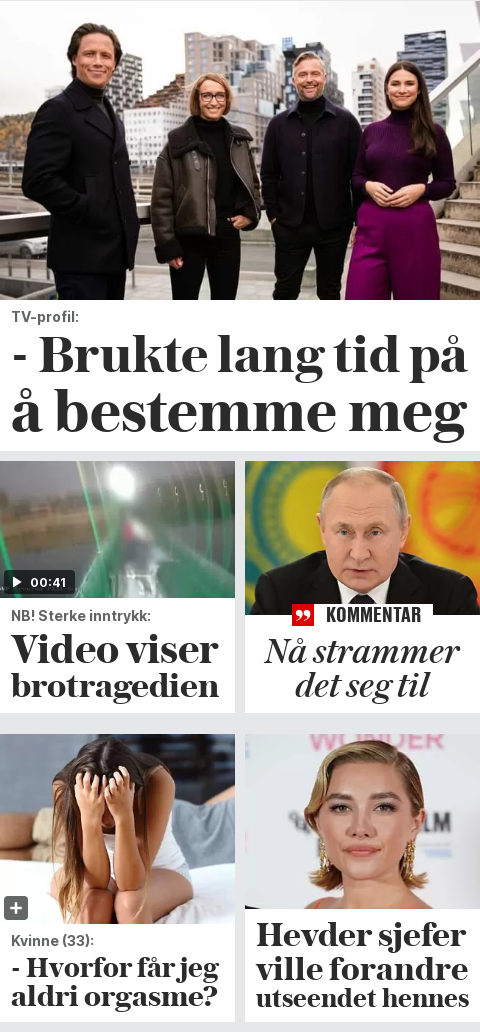 TV-profil:
- Brukte lang tid på
å bestemme meg
00:41
NB! Sterke inntrykk:
Video viser
brotragedien
KOMMENTAR
Nå strammer
det seg til
WONDER
Kvinne (33):
- Hvorfor får jeg
aldri orgasme?
Hevder sjefer
ville forandre
utseendet hennes